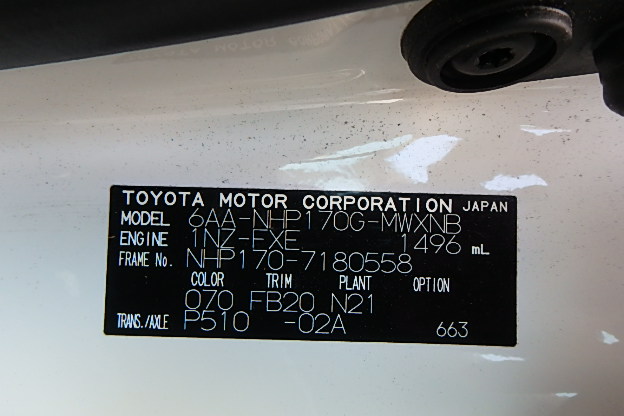 TOYOTA MOTOR CORPORATION JAPAN
MODEL 6AA-NHP170G-MWXNB
ENGINE 1NZ-FXE 1496 mL
FRAME No. NHP170-7180558
COLOR TRIM PLANT OPTION
070 FB20 N21
TRANS./AXLE P510 -02A 663